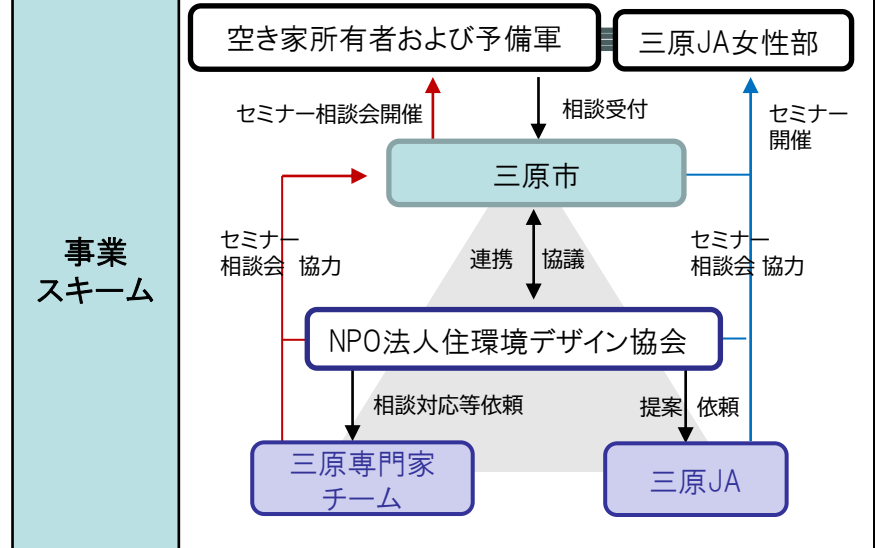 事業
スキーム
空き家所有者および予備軍
三原JA女性部
セミナー相談会開催
相談受付
セミナー
開催
三原市
セミナー
相談会 協力
連携 協議
セミナー
相談会 協力
NPO法人住環境デザイン協会
相談対応等依頼
提案 依頼
三原専門家
チーム
三原JA